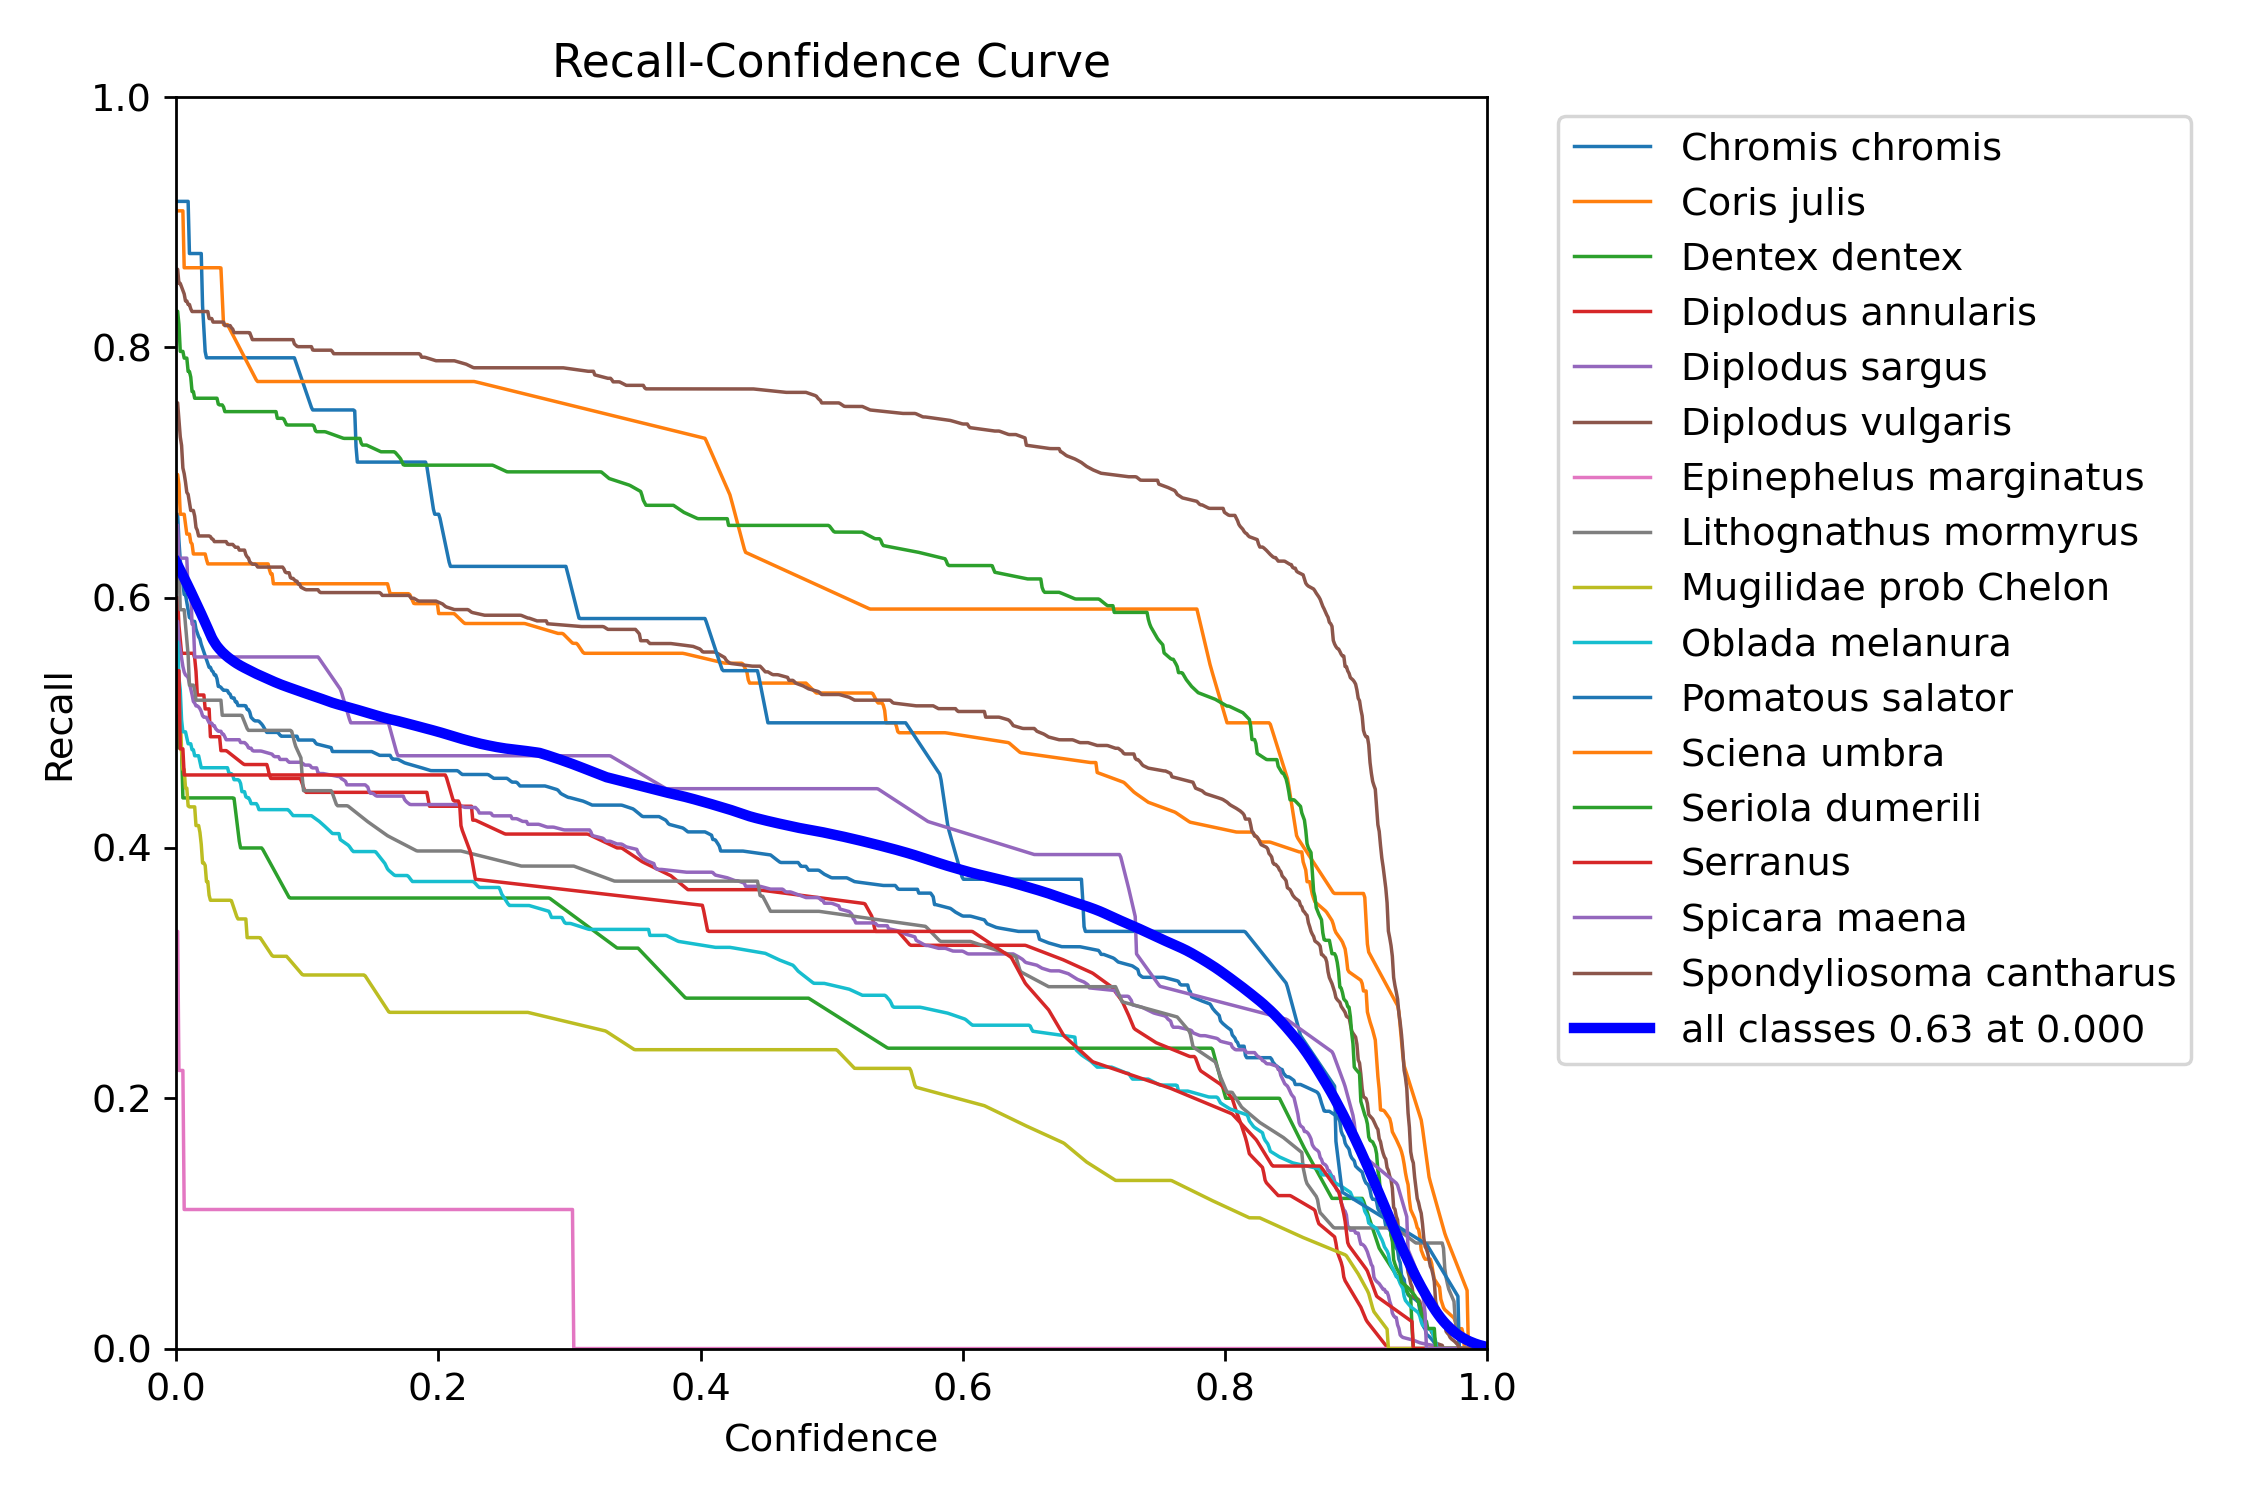 Recall-Confidence Curve
1.0
0.8
0.6
0.4
0.2
0.0
Recall
0.0 0.2 0.4 0.6 0.8 1.0
Confidence
Chromis chromis
Coris julis
Dentex dentex
Diplodus annularis
Diplodus sargus
Diplodus vulgaris
Epinephelus marginatus
Lithognathus mormyrus
Mugilidae prob Chelon
Oblada melanura
Pomatous salator
Sciena umbra
Seriola dumerili
Serranus
Spicara maena
Spondyliosoma cantharus
all classes 0.63 at 0.000